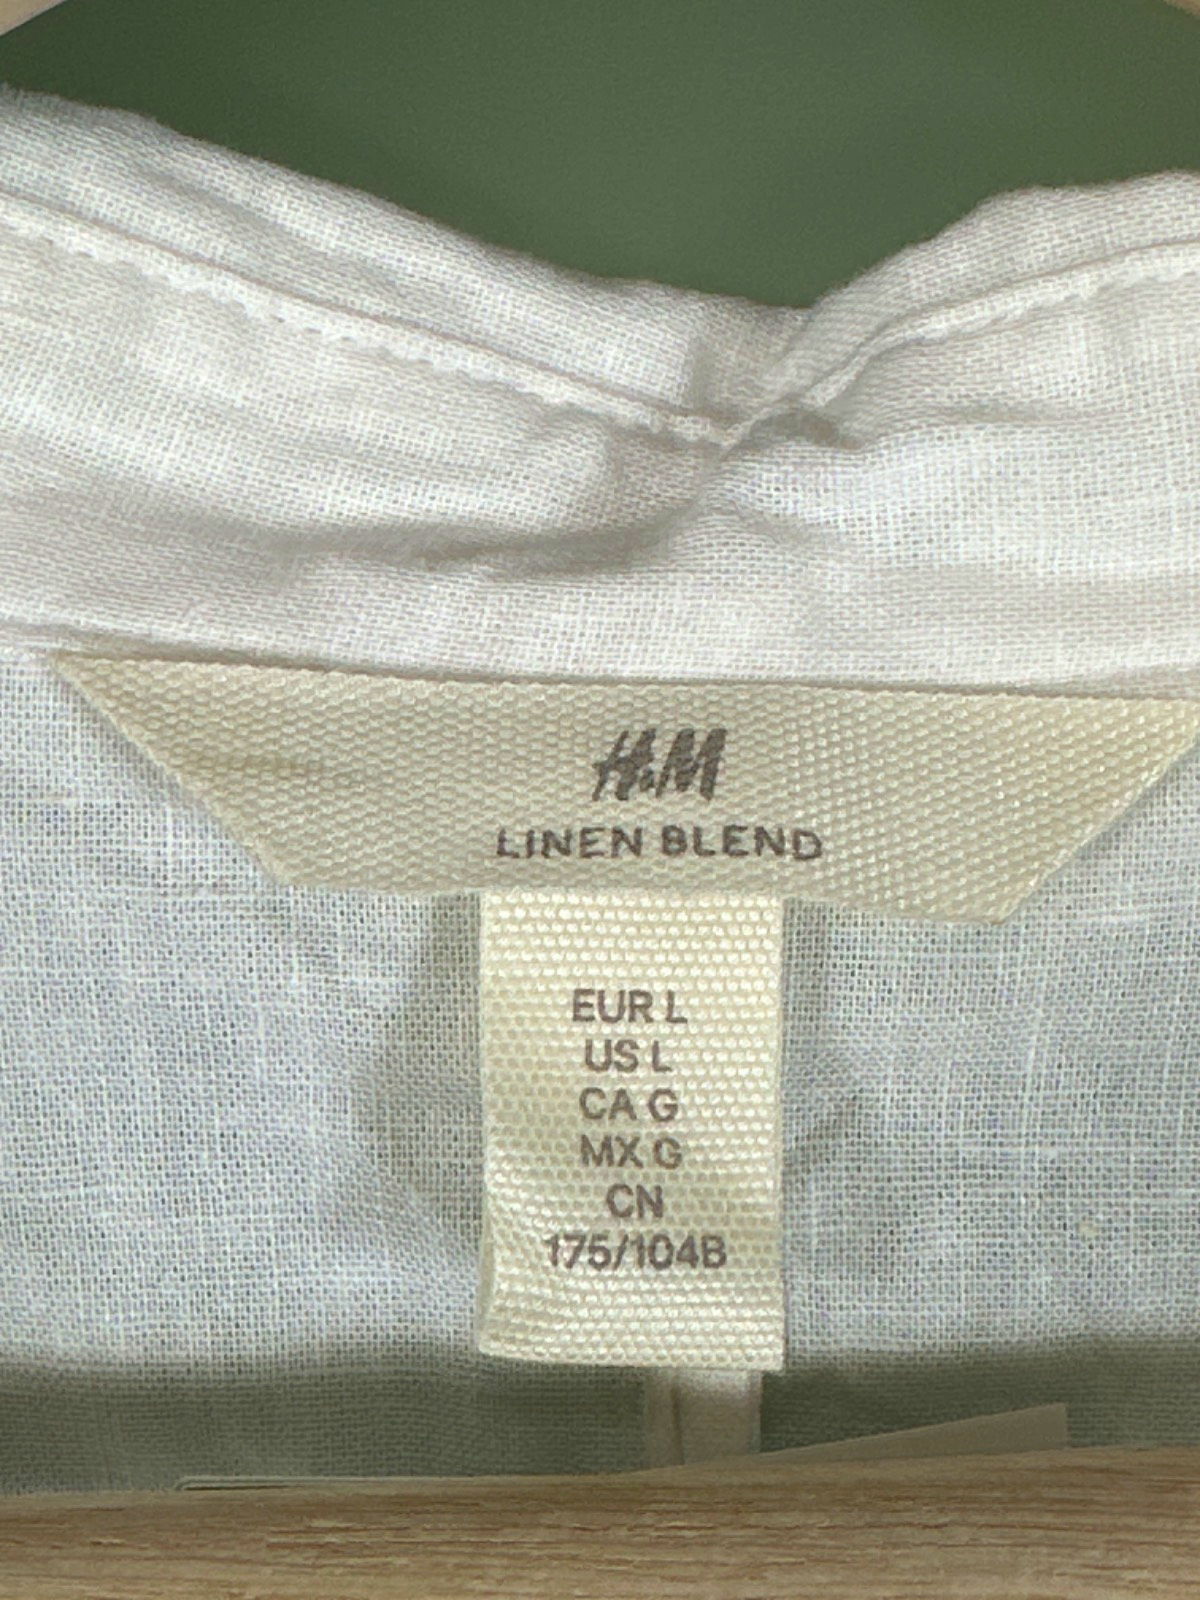 H&M
LINEN BLEND
EUR L
US L
CA G
MX G
CN
175/104B